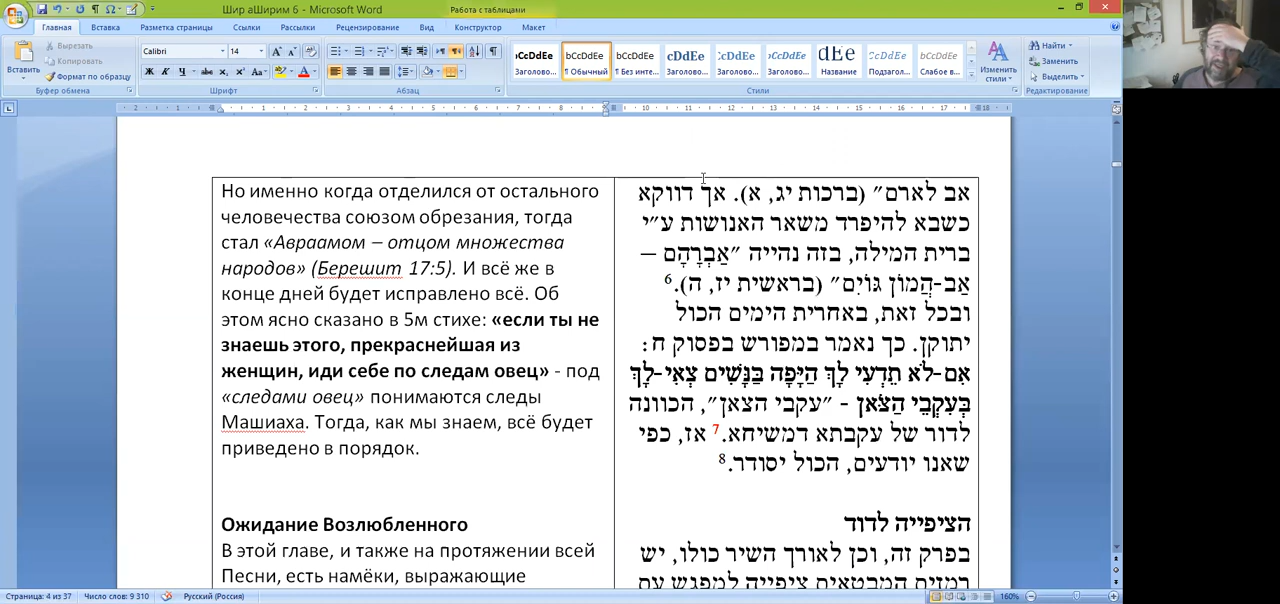 Шир аШирим 6 - Microsoft Word
Работа с таблицами
Главная Вставка Разметка страницы Ссылки Рассылки Рецензирование Вид Конструктор Макет
Вставить
Вырезать
Копировать
Формат по образцу
Буфер обмена
Calibri 14
Шрифт
Абзац
Заголово... ¶ Обычный ¶ Без инте... Заголово... Заголово... Заголово... Название Подзагол... Слабое в...
Стили
Изменить стили
Найти
Заменить
Выделить
Редактирование
Но именно когда отделился от остального
человечества союзом обрезания, тогда
стал «Авраамом – отцом множества
народов» (Берешит 17:5). И всё же в
конце дней будет исправлено всё. Об
этом ясно сказано в 5м стихе: «если ты не
знаешь этого, прекраснейшая из
женщин, иди себе по следам овец» - под
«следами овец» понимаются следы
Машиаха. Тогда, как мы знаем, всё будет
приведено в порядок.
Ожидание Возлюбленного
В этой главе, и также на протяжении всей
Песни, есть намёки, выражающие
אב לארם״ (ברכות יג, א). אך דווקא
כשבא להיפרד משאר האנושות ע״י
ברית המילה, בזה נהייה ״אַבְרָהָם —
אַב-הֲמוֹן גּוֹיִם״ (בראשית יז, ה).6
ובכל זאת, באחרית הימים הכול
יתוקן. כך נאמר במפורש בפסוק ח:
אִם-לֹא תֵדְעִי לָךְ הַיָּפָה בַּנָּשִׁים צְאִי-לָךְ
בְּעִקְבֵי הַצֹּאן - ״עקבי הצאן״, הכוונה
לדור של עקבתא דמשיחא.7 אז, כפי
שאנו יודעים, הכול יסודר.8
הציפייה לדוד
בפרק זה, וכן לאורך השיר כולו, יש
רמזים המבטאים ציפייה למפגש עם
Страница: 4 из 37 Число слов: 9 310 Русский (Россия) 160%